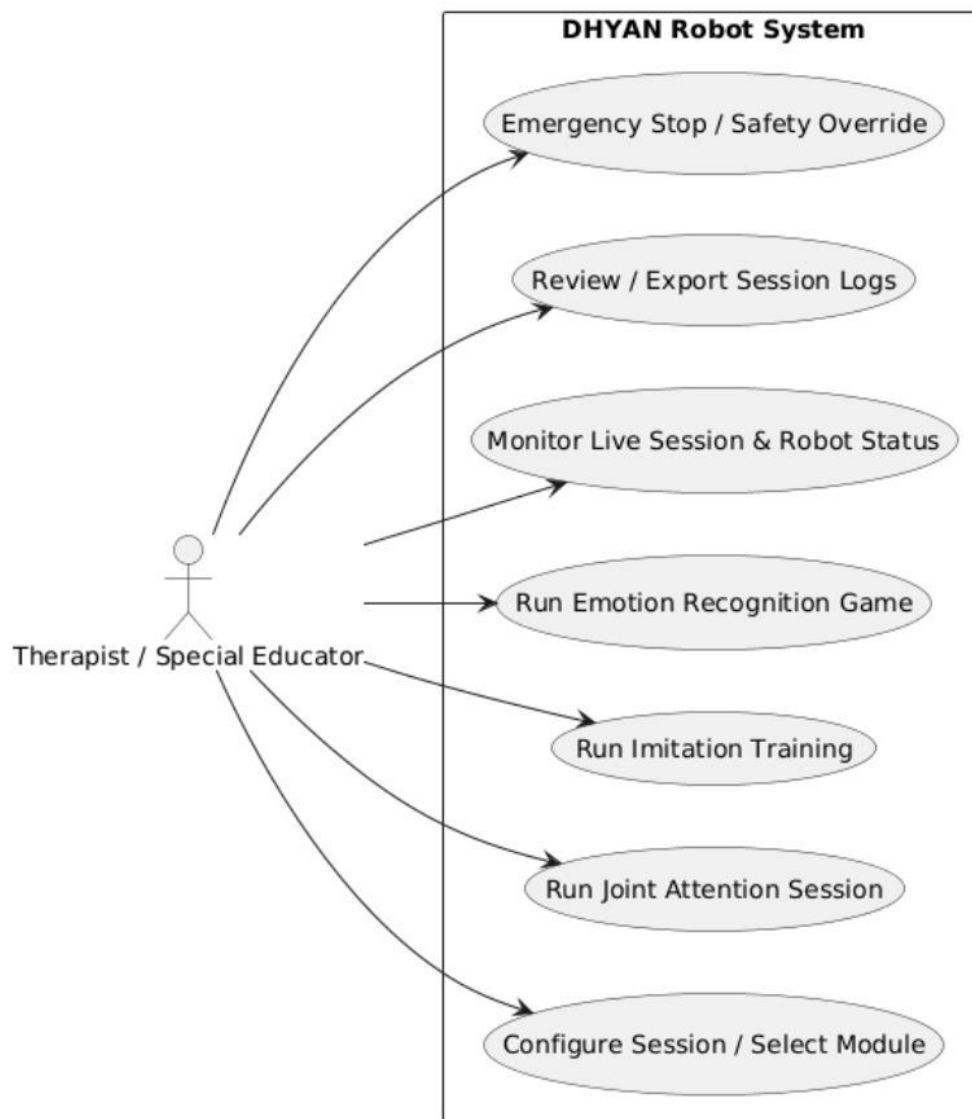 DHYAN Robot System
Emergency Stop / Safety Override
Review / Export Session Logs
Monitor Live Session & Robot Status
Run Emotion Recognition Game
Therapist / Special Educator
Run Imitation Training
Run Joint Attention Session
Configure Session / Select Module